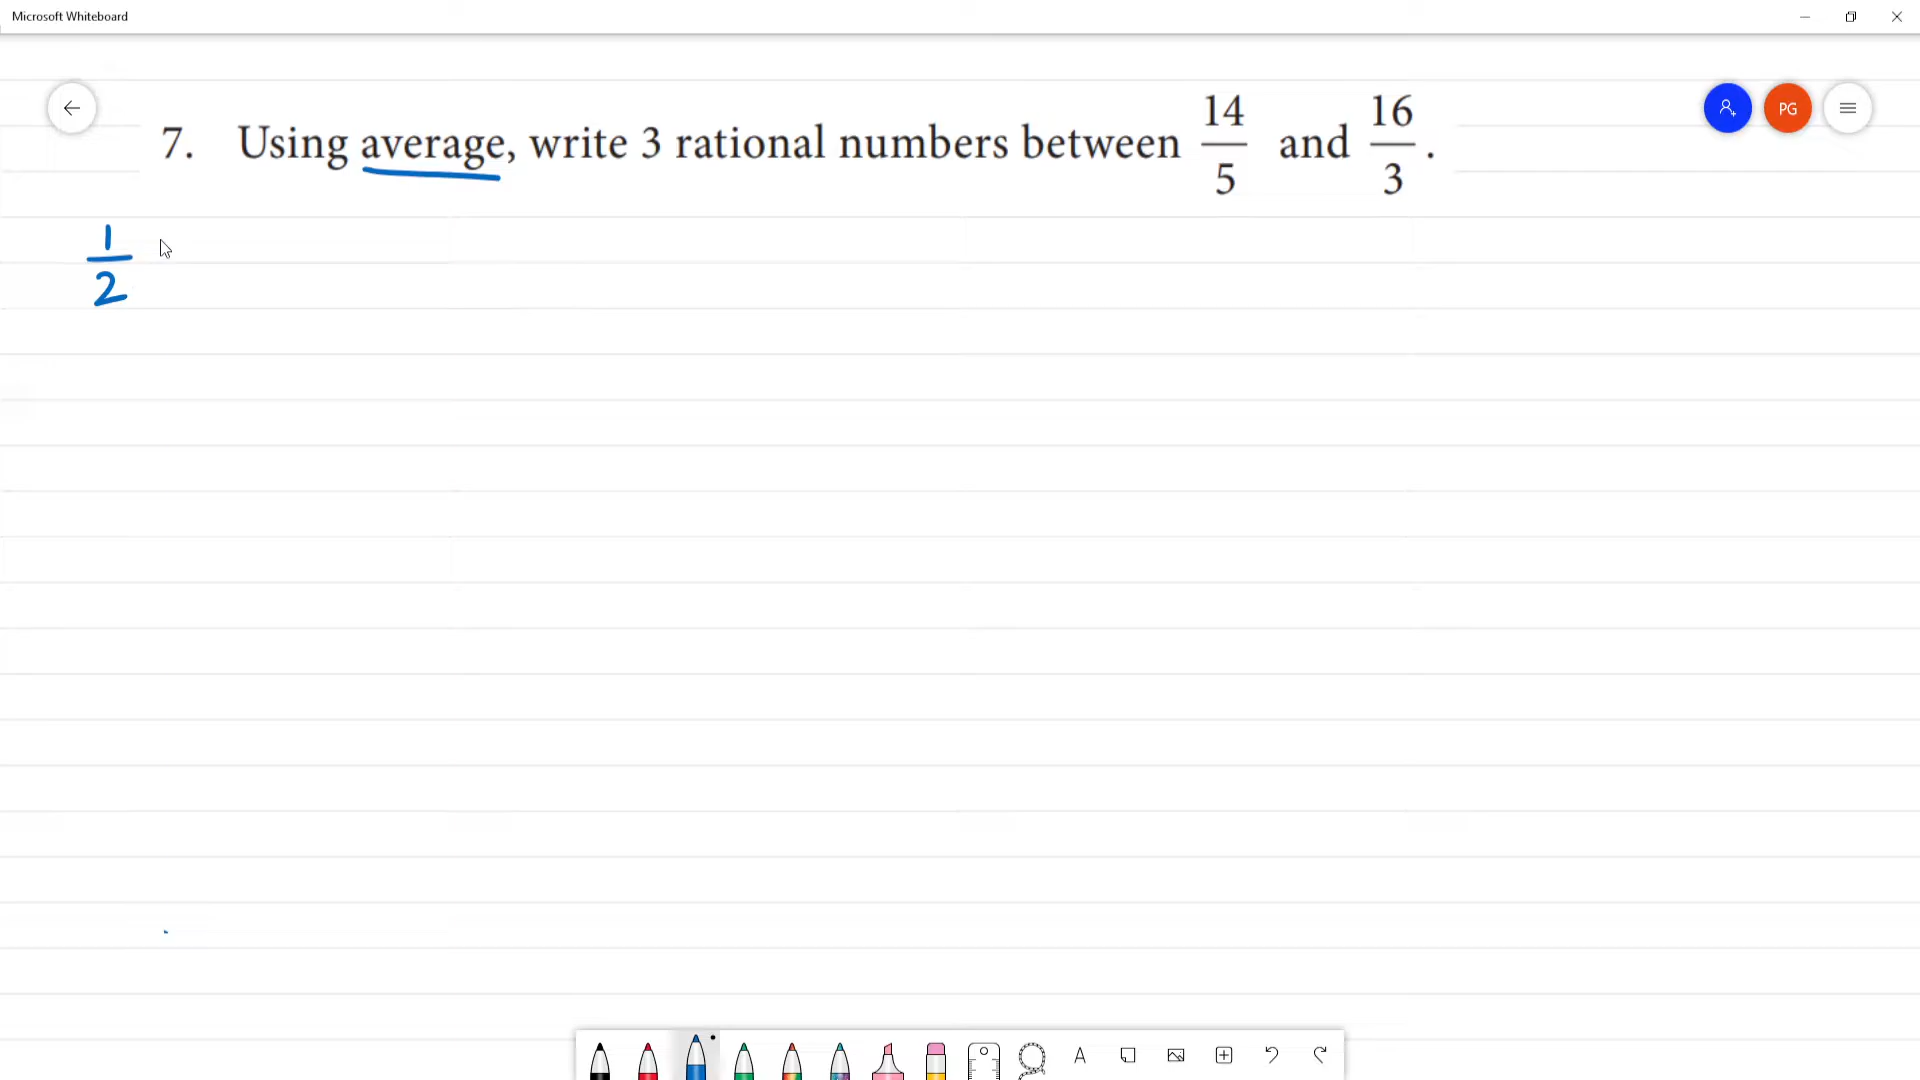 Microsoft Whiteboard
PG
7. Using average, write 3 rational numbers between 14/5 and 16/3.
1/2
A